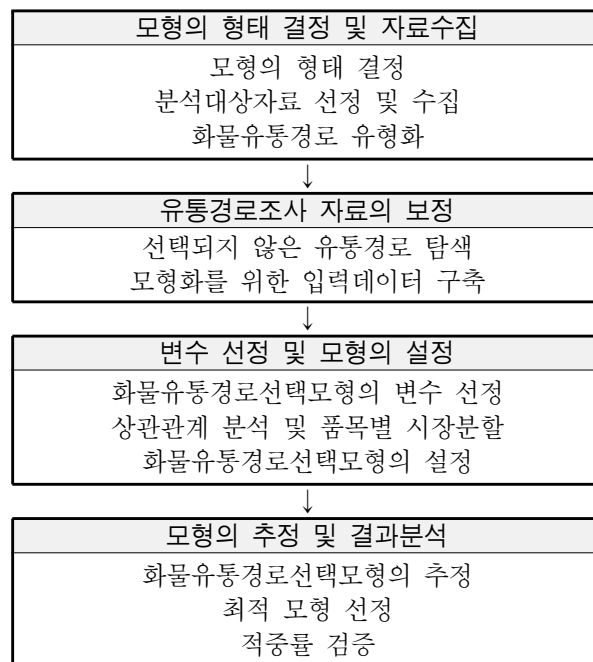 모형의 형태 결정 및 자료수집
모형의 형태 결정
분석대상자료 선정 및 수집
화물유통경로 유형화
↓
유통경로조사 자료의 보정
선택되지 않은 유통경로 탐색
모형화를 위한 입력데이터 구축
↓
변수 선정 및 모형의 설정
화물유통경로선택모형의 변수 선정
상관관계 분석 및 품목별 시장분할
화물유통경로선택모형의 설정
↓
모형의 추정 및 결과분석
화물유통경로선택모형의 추정
최적 모형 선정
적중률 검증